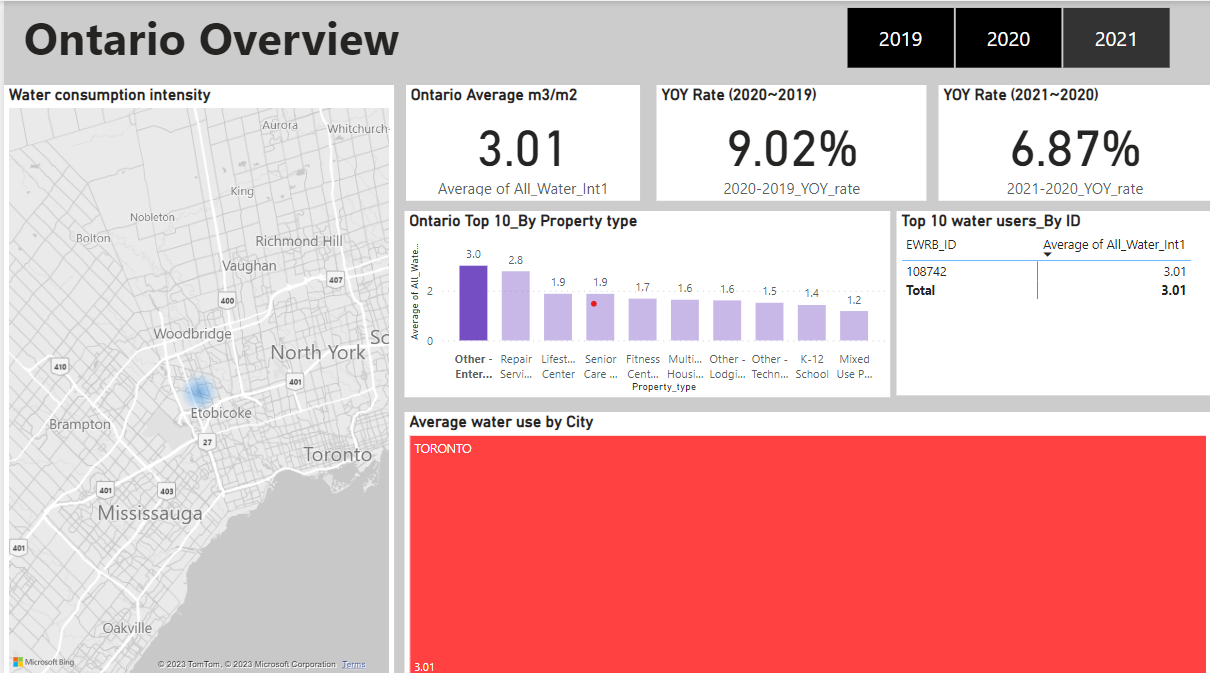 Ontario Overview
2019
2020
2021
Water consumption intensity
Aurora
Whitchurch-
King
Nobleton
Bolton
Richmond Hill
Vaughan
407
400
Woodbridge
Sc
North York
410
401
Etobicoke
Brampton
27
Toronto
401
403
Mississauga
401
Oakville
Microsoft Bing
© 2023 TomTom, © 2023 Microsoft Corporation Terms
Ontario Average m3/m2
3.01
Average of All_Water_Int1
YOY Rate (2020~2019)
9.02%
2020-2019_YOY_rate
YOY Rate (2021~2020)
6.87%
2021-2020_YOY_rate
Ontario Top 10_By Property type
Average of All_Wate...
2
0
3.0
2.8
1.9
1.9
1.7
1.6
1.6
1.5
1.4
1.2
Other -
Enter...
Repair
Servi...
Lifest...
Center
Senior
Care ...
Fitness
Cent...
Multi...
Housi...
Other -
Lodgi...
Other -
Techn...
K-12
School
Mixed
Use P...
Property_type
Top 10 water users_By ID
EWRB_ID Average of All_Water_Int1
108742 3.01
Total 3.01
Average water use by City
TORONTO
3.01